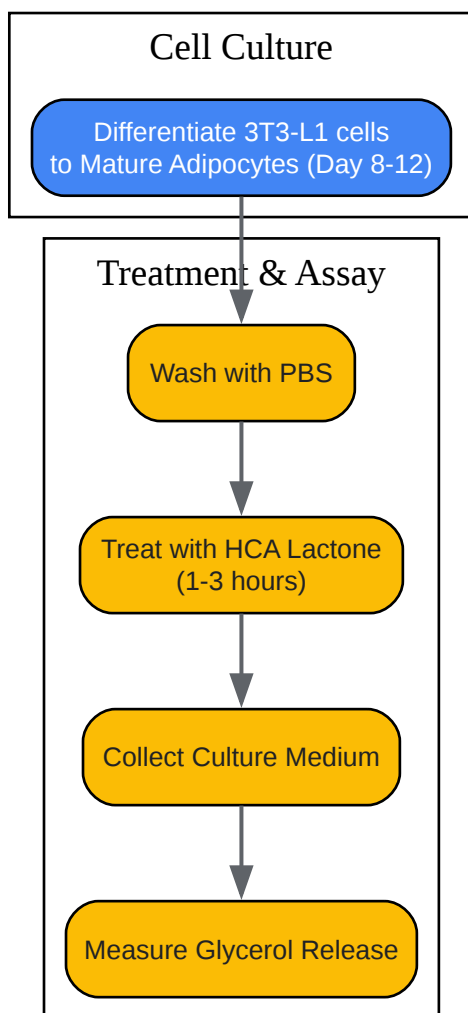 Cell Culture
Differentiate 3T3-L1 cells
to Mature Adipocytes (Day 8-12)
Treatment & Assay
Wash with PBS
Treat with HCA Lactone
(1-3 hours)
Collect Culture Medium
Measure Glycerol Release